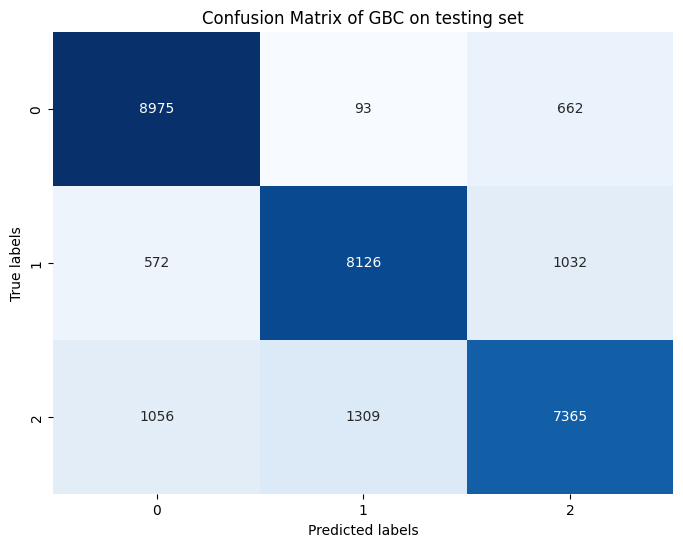 Confusion Matrix of GBC on testing set
True labels
0 8975 93 662
1 572 8126 1032
2 1056 1309 7365
0 1 2
Predicted labels